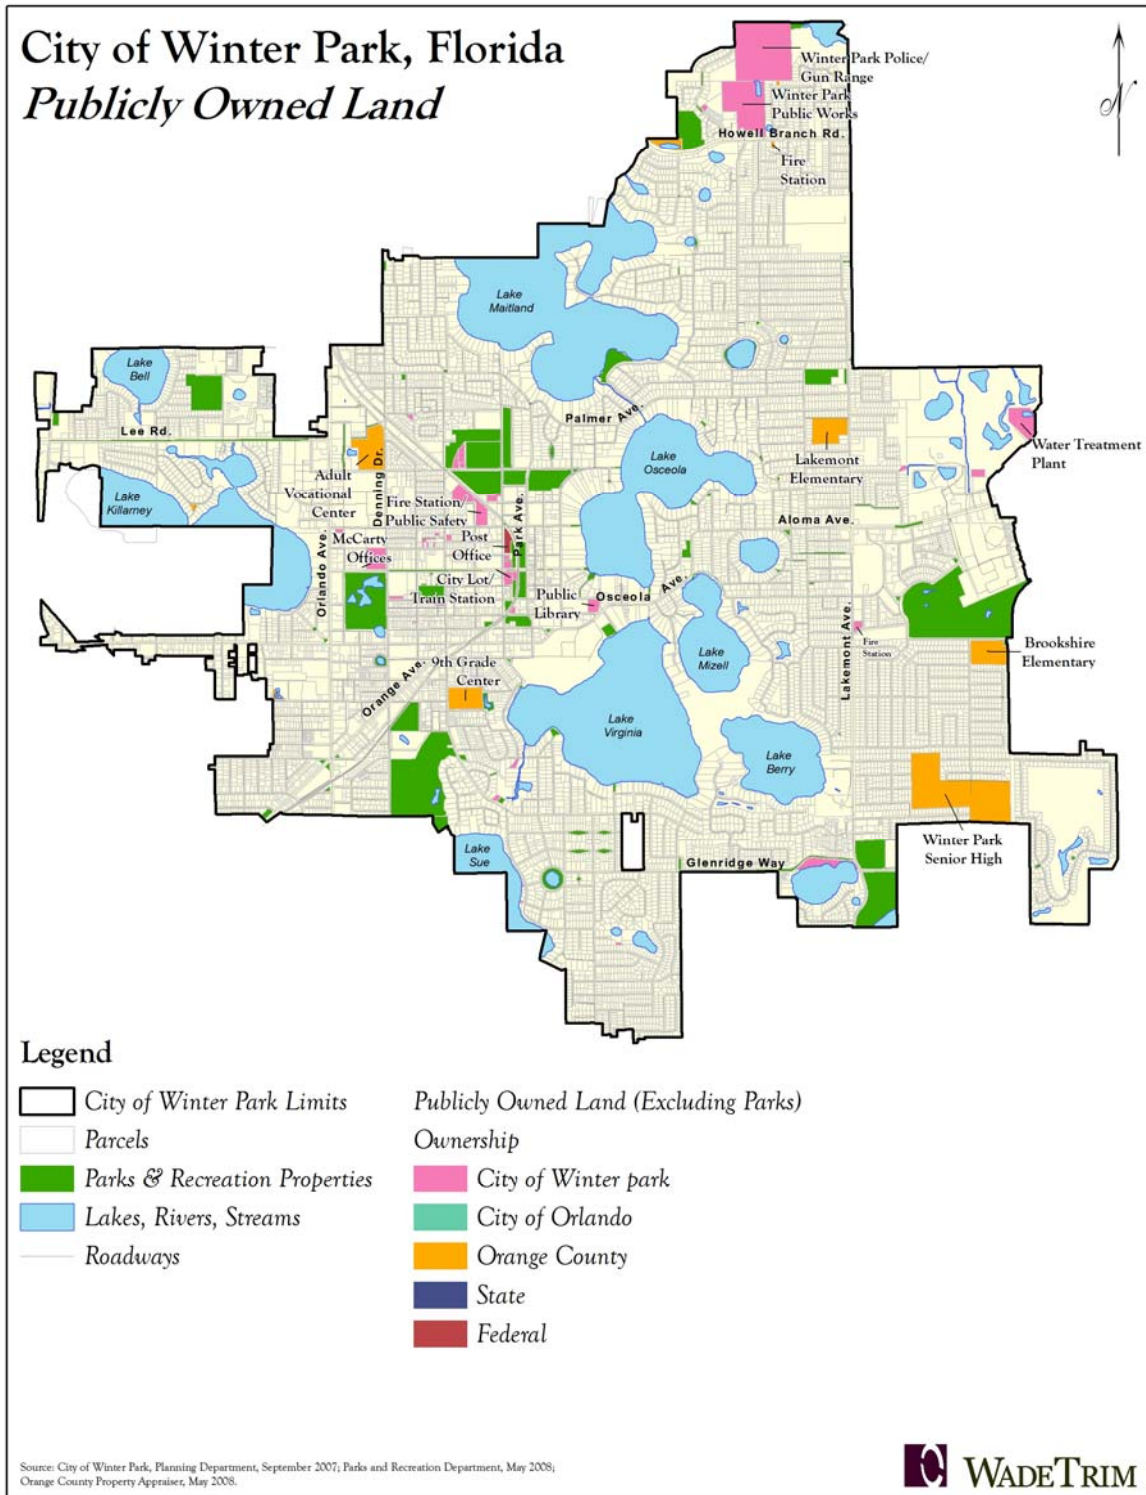 City of Winter Park, Florida
Publicly Owned Land
N
Winter Park Police/
Gun Range
Winter Park
Public Works
Howell Branch Rd.
Fire
Station
Lake
Maitland
Lake
Bell
Lee Rd.
Palmer Ave.
Lake
Osceola
Lakemont
Elementary
Water Treatment
Plant
Adult
Vocational
Center
Denning Dr.
Lake
Killarney
Fire Station/
Public Safety
Park Ave.
Aloma Ave.
Orlando Ave.
McCarty
Offices
Post
Office
City Lot/
Train Station
Public
Library
Osceola Ave.
Lakemont Ave.
Fire
Station
Brookshire
Elementary
Lake
Mizell
Orange Ave.
9th Grade
Center
Lake
Virginia
Lake
Berry
Winter Park
Senior High
Lake
Sue
Glenridge Way
Legend
City of Winter Park Limits
Parcels
Parks & Recreation Properties
Lakes, Rivers, Streams
Roadways
Publicly Owned Land (Excluding Parks)
Ownership
City of Winter park
City of Orlando
Orange County
State
Federal
Source: City of Winter Park, Planning Department, September 2007; Parks and Recreation Department, May 2008;
Orange County Property Appraiser, May 2008.
WADETRIM